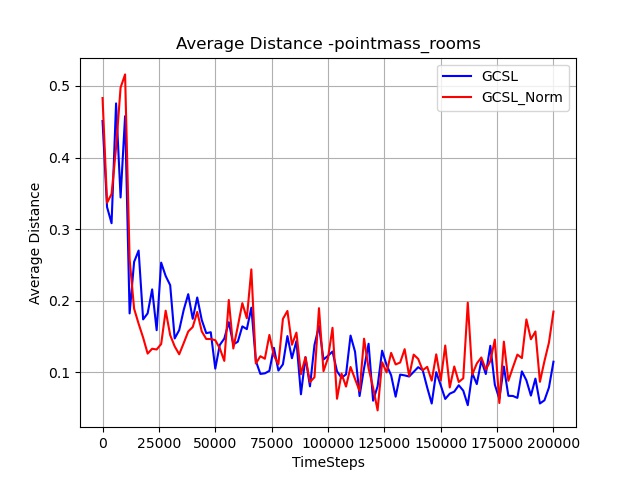 Average Distance -pointmass_rooms
GCSL
GCSL_Norm
Average Distance
0.5
0.4
0.3
0.2
0.1
0 25000 50000 75000 100000 125000 150000 175000 200000
TimeSteps